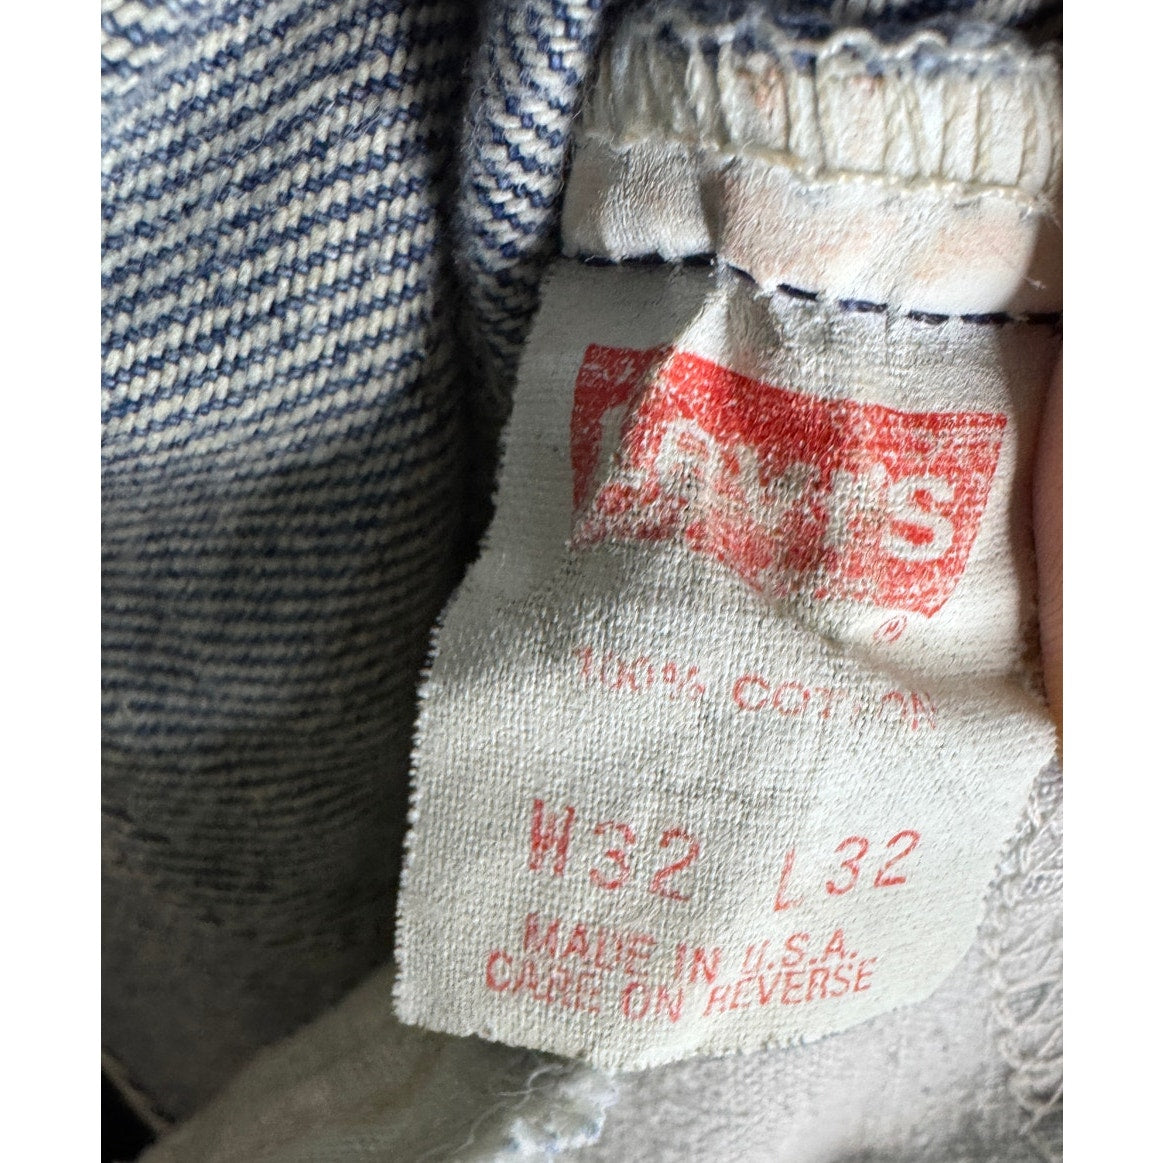 LEVI'S
®
100% COTTON
W32 L32
MADE IN U.S.A.
CARE ON REVERSE